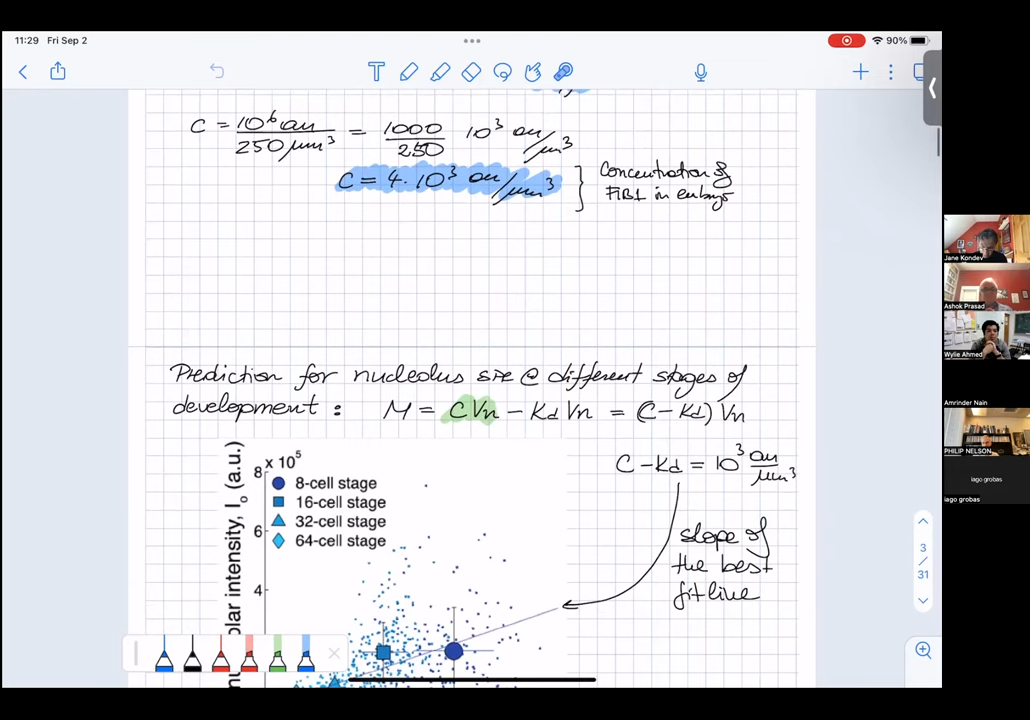 11:29 Fri Sep 2
90%
C = 10⁶ au / 250 μm³ = 1000 / 250 10³ au/μm³
C = 4·10³ au/μm³ } Concentration of
FIB1 in embryo
Prediction for nucleolus size @ different stages of
development : M = CVn - KdVn = (C - Kd) Vn
C - Kd = 10³ au/μm³
slope of
the best
fit line
x 10⁵
8
6
4
8-cell stage
16-cell stage
32-cell stage
64-cell stage
olar intensity, I₀ (a.u.)
3
/
31
Jane Kondev
Ashok Prasad
Wylie Ahmed
Amrinder Nain
PHILIP NELSON
iago grobas
iago grobas